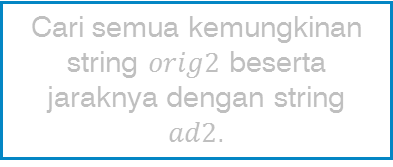 Cari semua kemungkinan
string orig2 beserta
jaraknya dengan string
ad2.